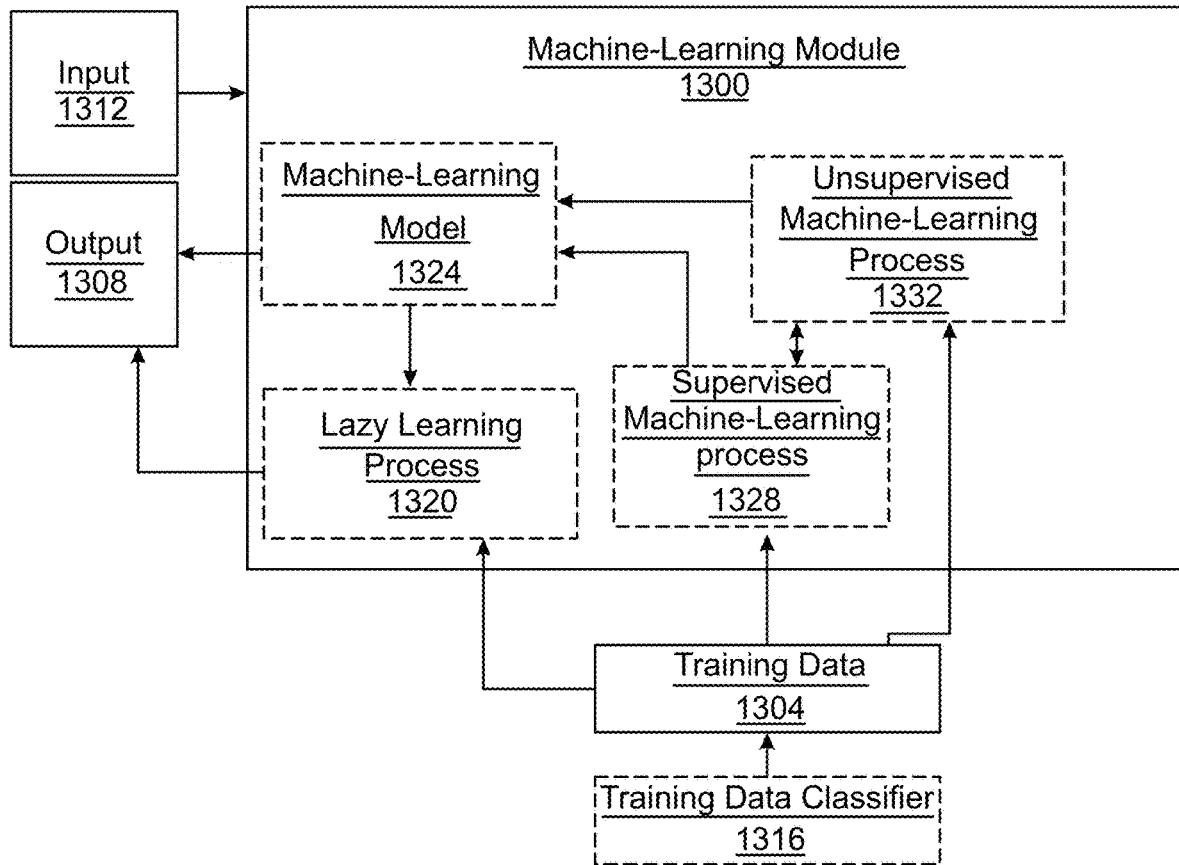 Input
1312
Output
1308
Machine-Learning Module
1300
Machine-Learning
Model
1324
Unsupervised
Machine-Learning
Process
1332
Lazy Learning
Process
1320
Supervised
Machine-Learning
process
1328
Training Data
1304
Training Data Classifier
1316